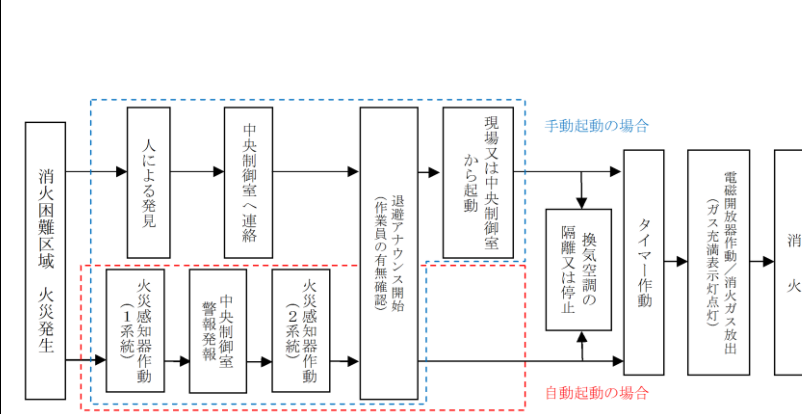 消火困難区域　火災発生
人による発見
中央制御室へ連絡
火災感知器作動
（１系統）
中央制御室
警報発報
火災感知器作動
（２系統）
退避アナウンス開始
（作業員の有無確認）
現場又は中央制御室
から起動
手動起動の場合
換気空調の
隔離又は停止
自動起動の場合
タイマー作動
電磁開放器作動／消火ガス放出
（ガス充満表示灯点灯）
消　火